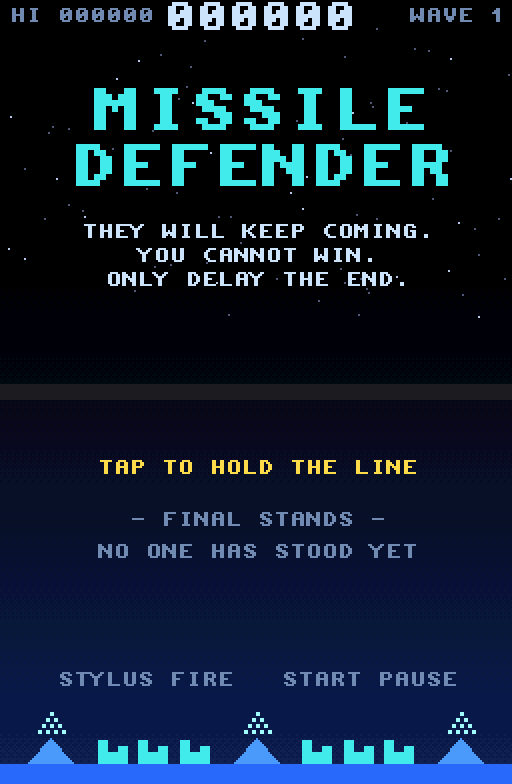 HI 000000 000000 WAVE 1
MISSILE
DEFENDER
THEY WILL KEEP COMING.
YOU CANNOT WIN.
ONLY DELAY THE END.
TAP TO HOLD THE LINE
- FINAL STANDS -
NO ONE HAS STOOD YET
STYLUS FIRE START PAUSE